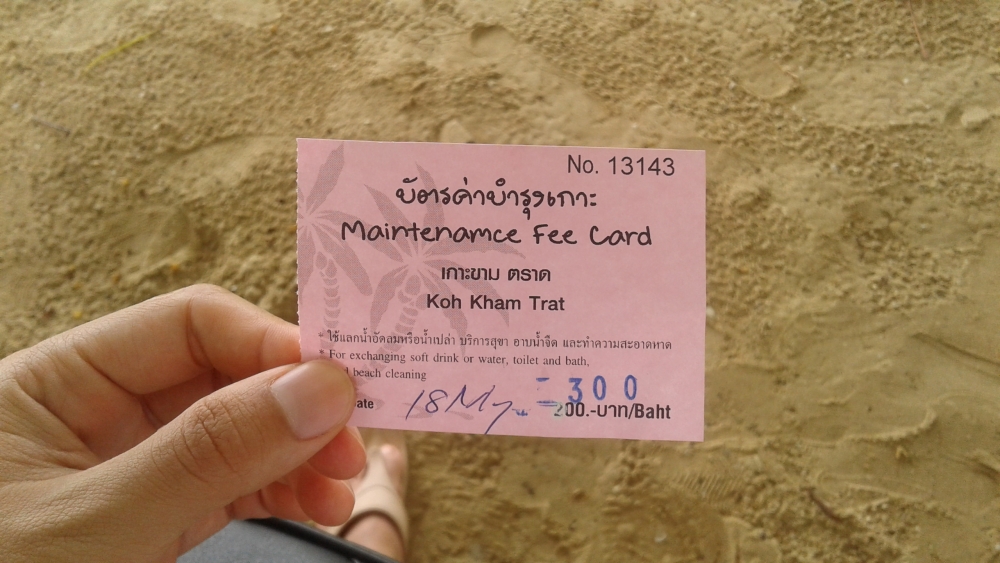 No. 13143
บัตรค่าบำรุงเกาะ
Maintenamce Fee Card
เกาะขาม ตราด
Koh Kham Trat
* ใช้แลกน้ำอัดลมหรือน้ำเปล่า บริการสุขา อาบน้ำจืด และทำความสะอาดหาด
* For exchanging soft drink or water, toilet and bath,
beach cleaning
300
18
200.-บาท/Baht